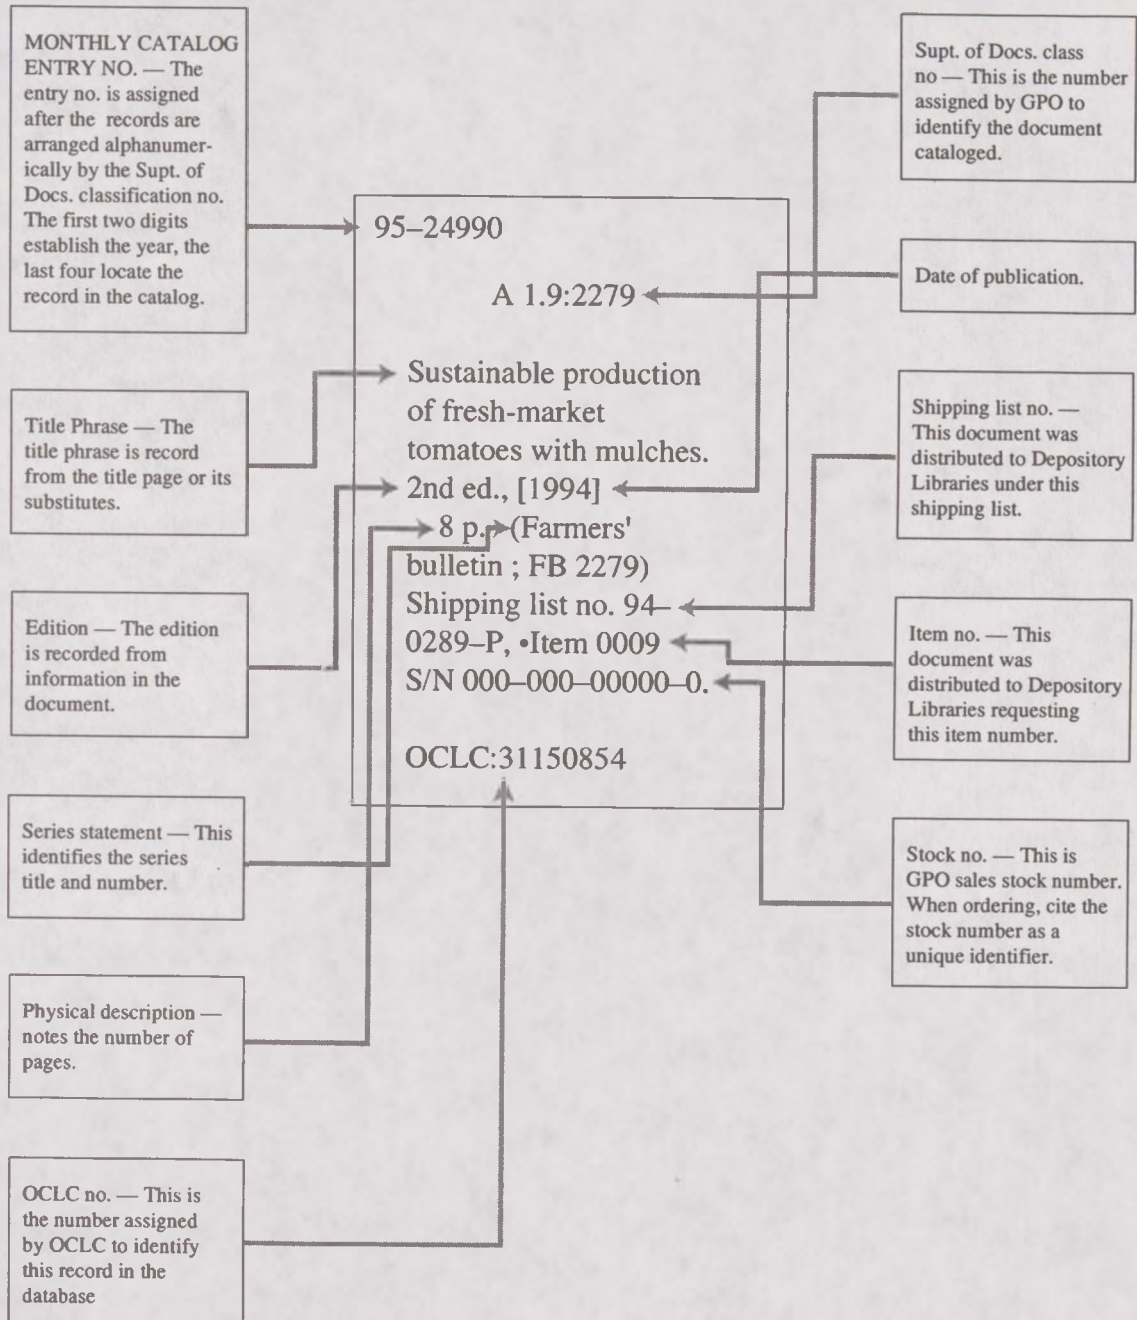 MONTHLY CATALOG
ENTRY NO. — The
entry no. is assigned
after the records are
arranged alphanumer-
ically by the Supt. of
Docs. classification no.
The first two digits
establish the year, the
last four locate the
record in the catalog.
Title Phrase — The
title phrase is record
from the title page or its
substitutes.
Edition — The edition
is recorded from
information in the
document.
Series statement — This
identifies the series
title and number.
Physical description —
notes the number of
pages.
OCLC no. — This is
the number assigned
by OCLC to identify
this record in the
database
95–24990
A 1.9:2279
Sustainable production
of fresh-market
tomatoes with mulches.
2nd ed., [1994]
8 p. (Farmers'
bulletin ; FB 2279)
Shipping list no. 94–
0289–P, •Item 0009
S/N 000–000–00000–0.
OCLC:31150854
Supt. of Docs. class
no — This is the number
assigned by GPO to
identify the document
cataloged.
Date of publication.
Shipping list no. —
This document was
distributed to Depository
Libraries under this
shipping list.
Item no. — This
document was
distributed to Depository
Libraries requesting
this item number.
Stock no. — This is
GPO sales stock number.
When ordering, cite the
stock number as a
unique identifier.